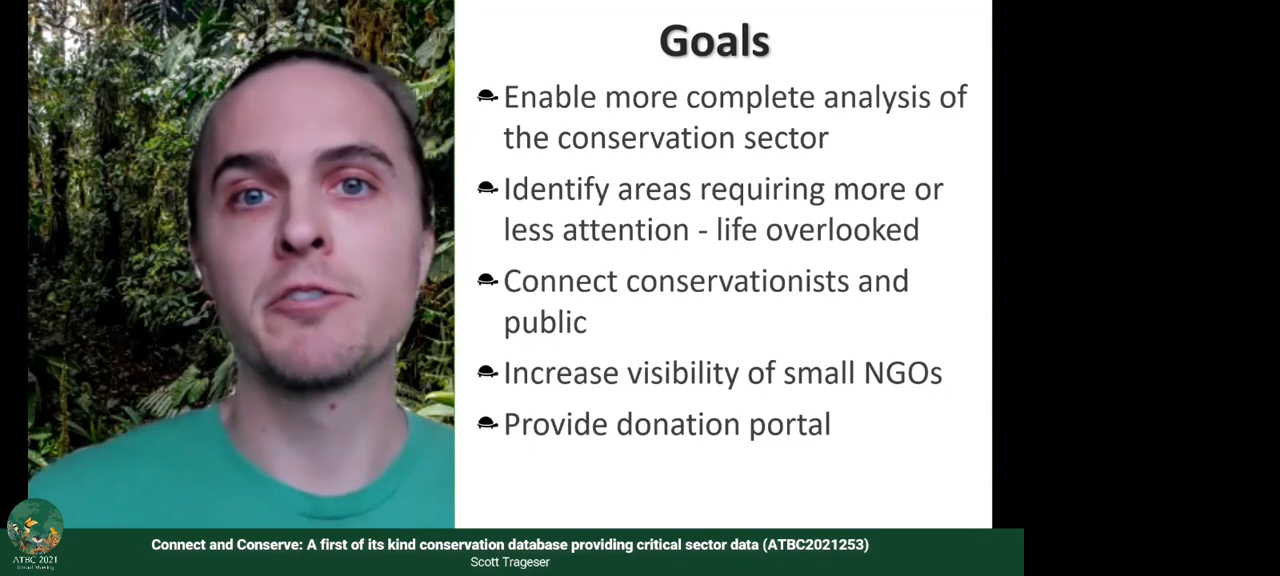 Goals
Enable more complete analysis of
the conservation sector
Identify areas requiring more or
less attention - life overlooked
Connect conservationists and
public
Increase visibility of small NGOs
Provide donation portal
ATBC 2021
Annual Meeting
Connect and Conserve: A first of its kind conservation database providing critical sector data (ATBC2021253)
Scott Trageser